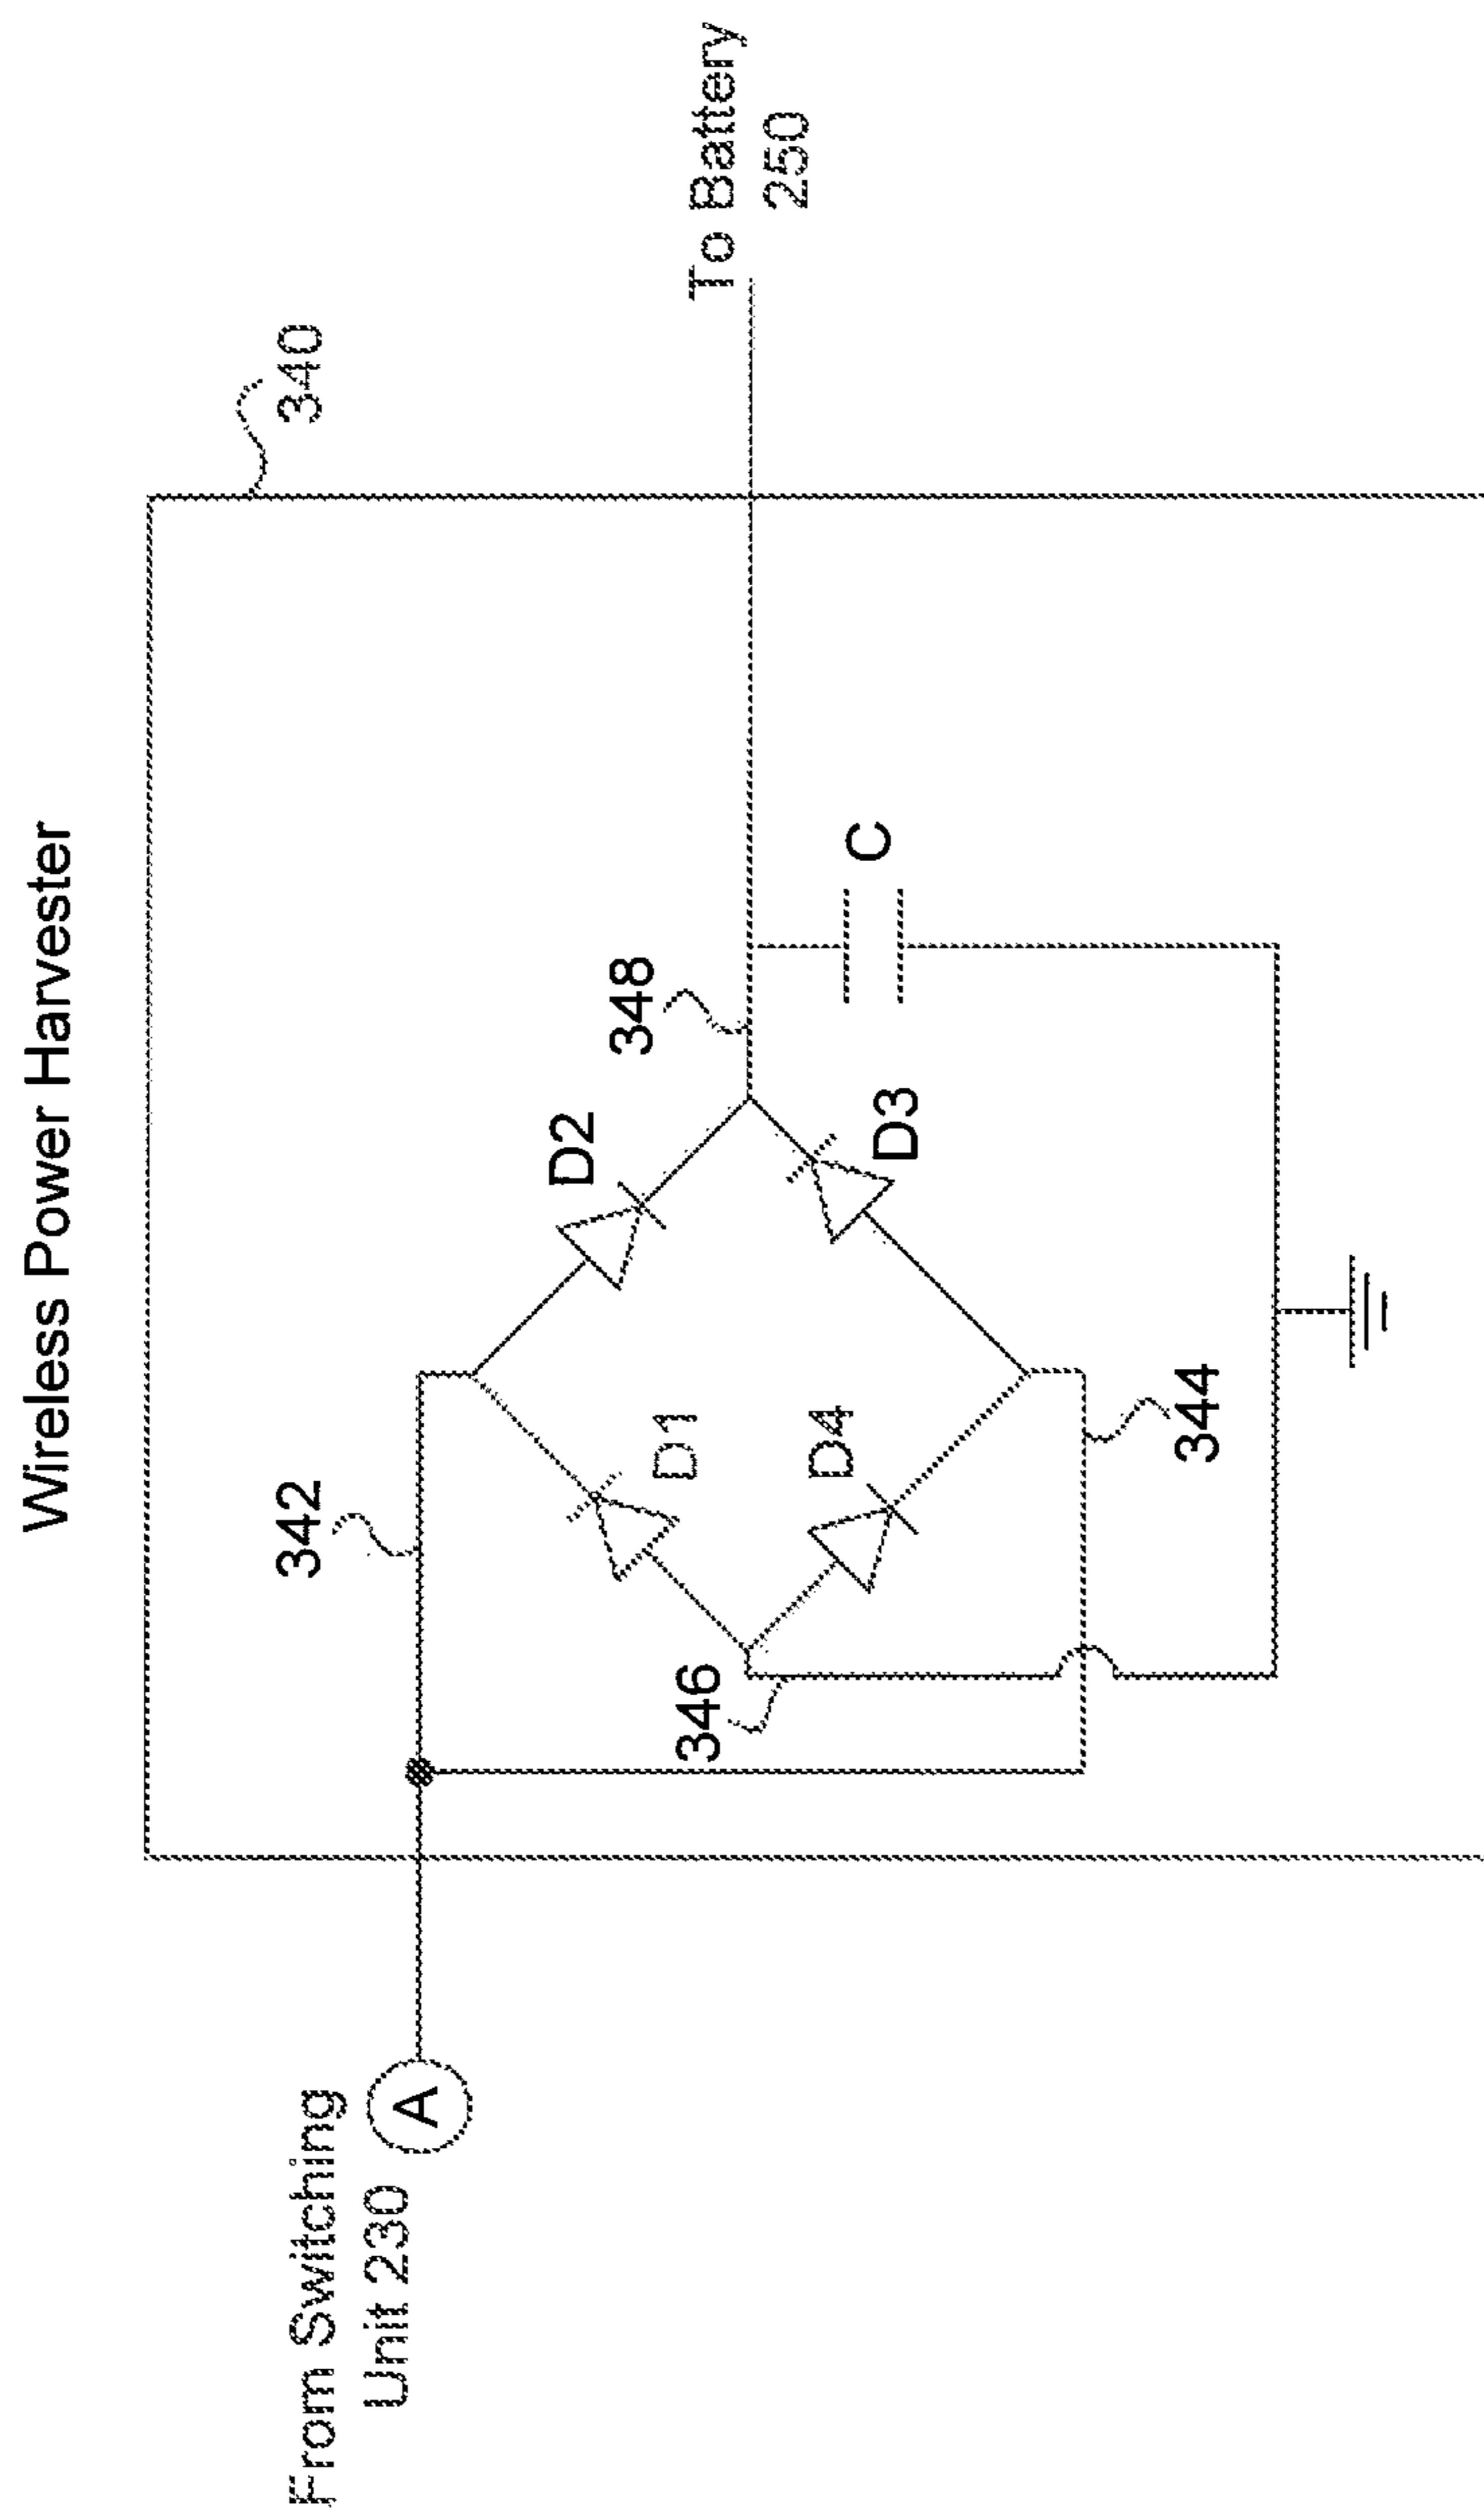 Wireless Power Harvester
340
From Switching
Unit 230
A
342
D2
348
To Battery
250
D1
346
D4
D3
C
344